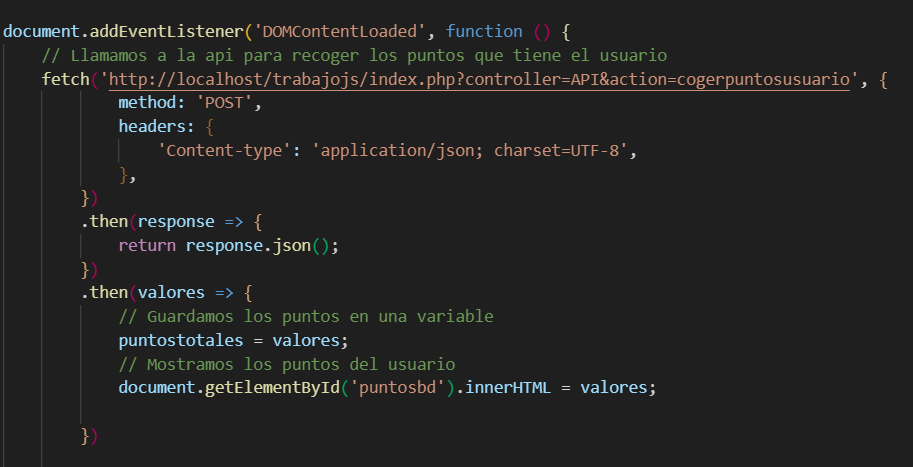 document.addEventListener('DOMContentLoaded', function () {
// Llamamos a la api para recoger los puntos que tiene el usuario
fetch('http://localhost/trabajojs/index.php?controller=API&action=cogerpuntosusuario', {
method: 'POST',
headers: {
'Content-type': 'application/json; charset=UTF-8',
},
})
.then(response => {
return response.json();
})
.then(valores => {
// Guardamos los puntos en una variable
puntostotales = valores;
// Mostramos los puntos del usuario
document.getElementById('puntosbd').innerHTML = valores;
})